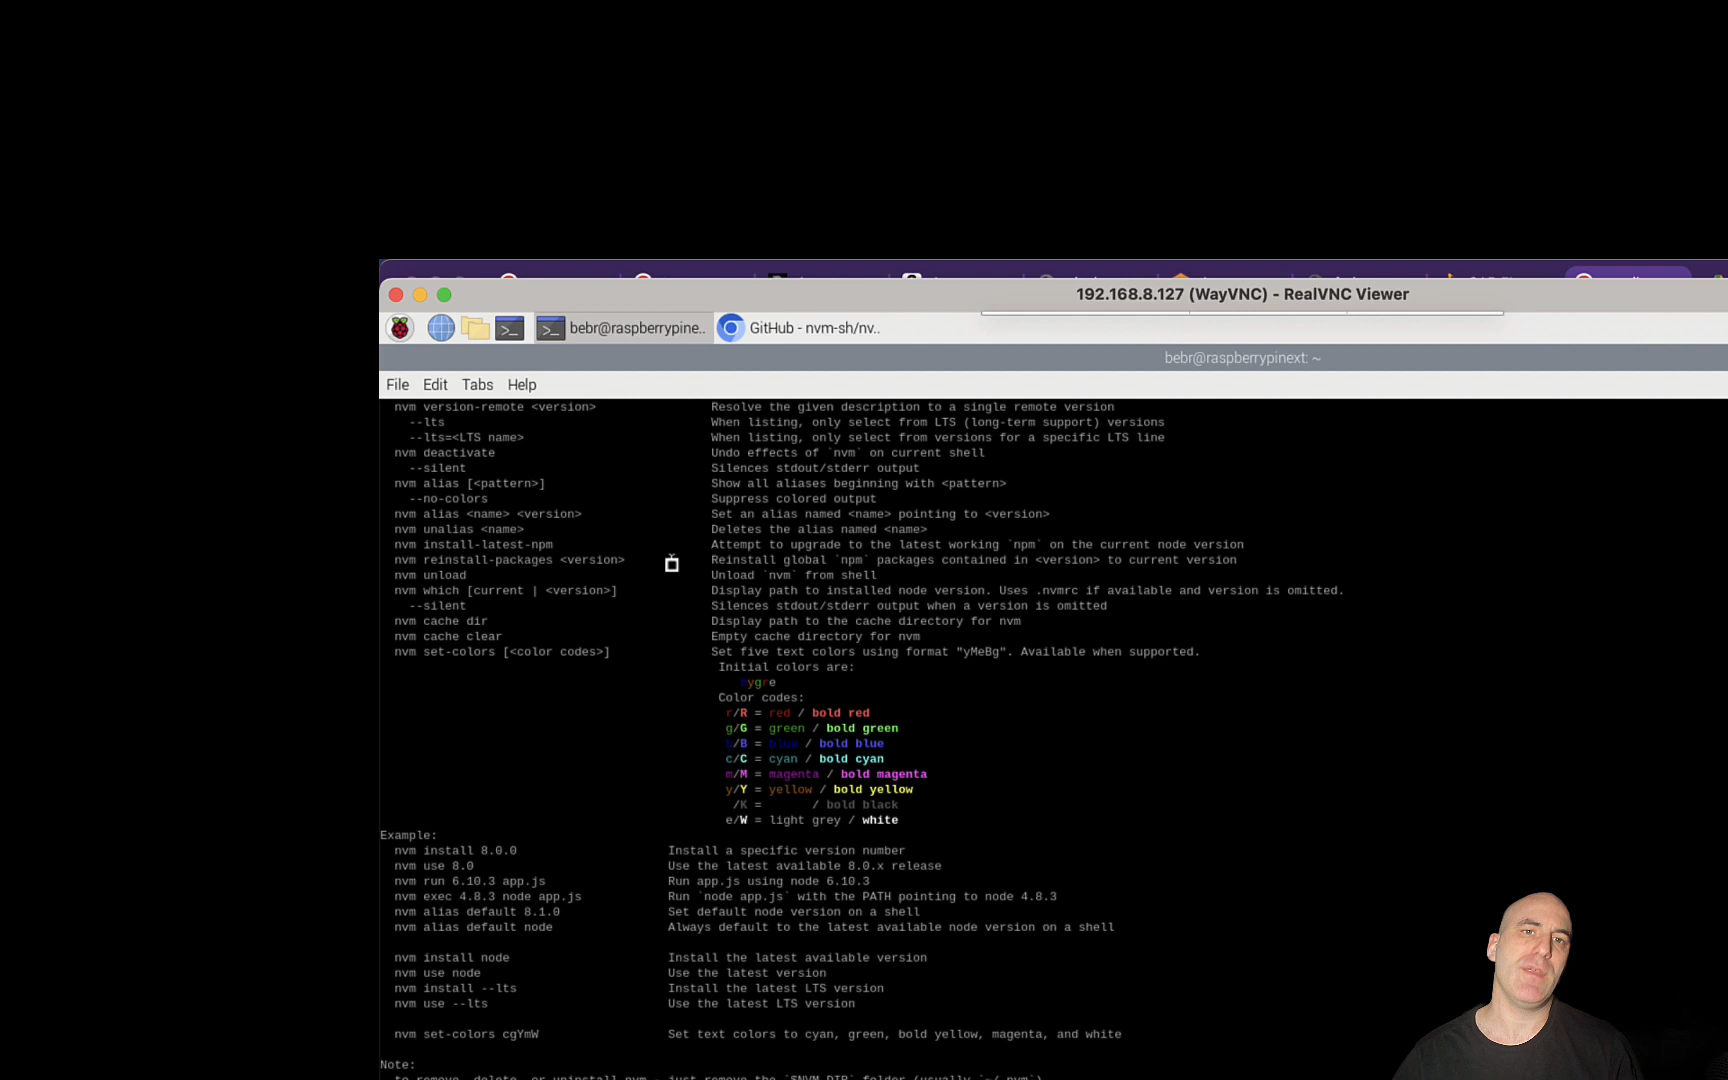 192.168.8.127 (WayVNC) - RealVNC Viewer
bebr@raspberrypine.. GitHub - nvm-sh/nv..
bebr@raspberrypinext: ~
File Edit Tabs Help
nvm version-remote <version> Resolve the given description to a single remote version
--lts When listing, only select from LTS (long-term support) versions
--lts=<LTS name> When listing, only select from versions for a specific LTS line
nvm deactivate Undo effects of `nvm` on current shell
--silent Silences stdout/stderr output
nvm alias [<pattern>] Show all aliases beginning with <pattern>
--no-colors Suppress colored output
nvm alias <name> <version> Set an alias named <name> pointing to <version>
nvm unalias <name> Deletes the alias named <name>
nvm install-latest-npm Attempt to upgrade to the latest working `npm` on the current node version
nvm reinstall-packages <version> Reinstall global `npm` packages contained in <version> to current version
nvm unload Unload `nvm` from shell
nvm which [current | <version>] Display path to installed node version. Uses .nvmrc if available and version is omitted.
--silent Silences stdout/stderr output when a version is omitted
nvm cache dir Display path to the cache directory for nvm
nvm cache clear Empty cache directory for nvm
nvm set-colors [<color codes>] Set five text colors using format "yMeBg". Available when supported.
Initial colors are:
bygre
Color codes:
r/R = red / bold red
g/G = green / bold green
b/B = blue / bold blue
c/C = cyan / bold cyan
m/M = magenta / bold magenta
y/Y = yellow / bold yellow
/K = / bold black
e/W = light grey / white
Example:
nvm install 8.0.0 Install a specific version number
nvm use 8.0 Use the latest available 8.0.x release
nvm run 6.10.3 app.js Run app.js using node 6.10.3
nvm exec 4.8.3 node app.js Run `node app.js` with the PATH pointing to node 4.8.3
nvm alias default 8.1.0 Set default node version on a shell
nvm alias default node Always default to the latest available node version on a shell
nvm install node Install the latest available version
nvm use node Use the latest version
nvm install --lts Install the latest LTS version
nvm use --lts Use the latest LTS version
nvm set-colors cgYmW Set text colors to cyan, green, bold yellow, magenta, and white
Note:
to remove, delete, or uninstall nvm - just remove the `$NVM_DIR` folder (usually `~/.nvm`)